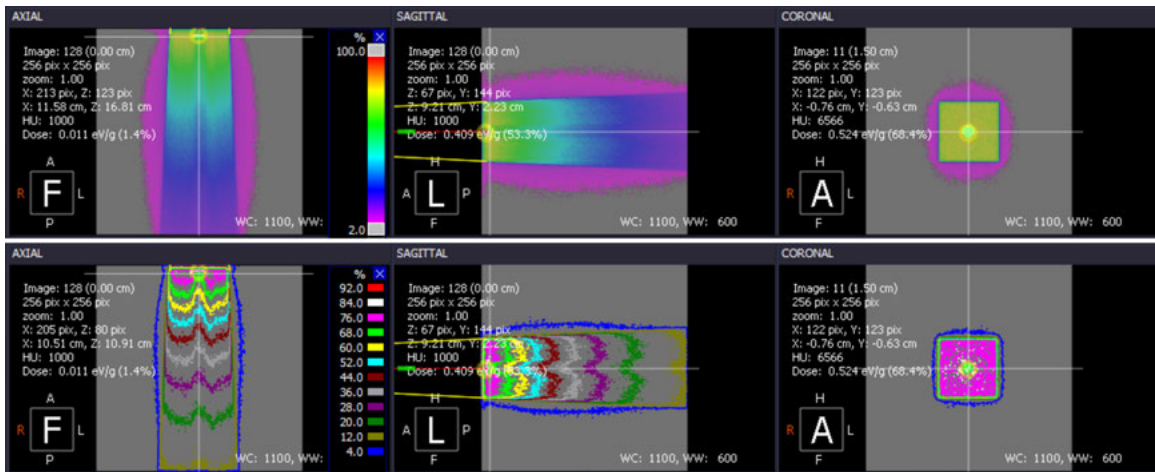 AXIAL
Image: 128 (0.00 cm)
256 pix x 256 pix
zoom: 1.00
X: 213 pix, Z: 123 pix
X: 11.58 cm, Z: 16.81 cm
HU: 1000
Dose: 0.011 eV/g (1.4%)
A
R F L
P
WC: 1100, WW:
%
100.0
2.0
SAGITTAL
Image: 128 (0.00 cm)
256 pix x 256 pix
zoom: 1.00
Z: 67 pix, Y: 144 pix
Z: 9.21 cm, Y: 2.23 cm
HU: 1000
Dose: 0.409 eV/g (53.3%)
H
A L P
F
WC: 1100, WW: 600
CORONAL
Image: 11 (1.50 cm)
256 pix x 256 pix
zoom: 1.00
X: 122 pix, Y: 123 pix
X: -0.76 cm, Y: -0.63 cm
HU: 6566
Dose: 0.524 eV/g (68.4%)
H
R A L
F
WC: 1100, WW: 600
AXIAL
Image: 128 (0.00 cm)
256 pix x 256 pix
zoom: 1.00
X: 205 pix, Z: 80 pix
X: 10.51 cm, Z: 10.91 cm
HU: 1000
Dose: 0.011 eV/g (1.4%)
A
R F L
P
WC: 1100, WW:
%
92.0
84.0
76.0
68.0
60.0
52.0
44.0
36.0
28.0
20.0
12.0
4.0
SAGITTAL
Image: 128 (0.00 cm)
256 pix x 256 pix
zoom: 1.00
Z: 67 pix, Y: 144 pix
Z: 9.21 cm, Y: 2.23 cm
HU: 1000
Dose: 0.409 eV/g (53.3%)
H
A L P
F
WC: 1100, WW: 600
CORONAL
Image: 11 (1.50 cm)
256 pix x 256 pix
zoom: 1.00
X: 122 pix, Y: 123 pix
X: -0.76 cm, Y: -0.63 cm
HU: 6566
Dose: 0.524 eV/g (68.4%)
H
R A L
F
WC: 1100, WW: 600